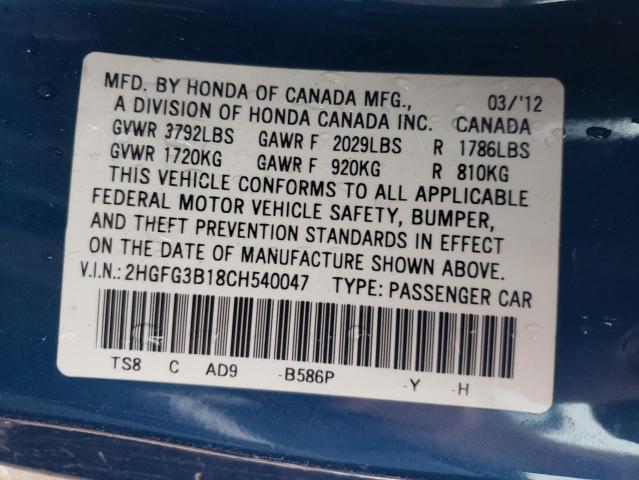 MFD. BY HONDA OF CANADA MFG., 03/'12
A DIVISION OF HONDA CANADA INC. CANADA
GVWR 3792LBS GAWR F 2029LBS R 1786LBS
GVWR 1720KG GAWR F 920KG R 810KG
THIS VEHICLE CONFORMS TO ALL APPLICABLE
FEDERAL MOTOR VEHICLE SAFETY, BUMPER,
AND THEFT PREVENTION STANDARDS IN EFFECT
ON THE DATE OF MANUFACTURE SHOWN ABOVE.
V.I.N.: 2HGFG3B18CH540047 TYPE: PASSENGER CAR
TS8 C AD9 -B586P -Y -H